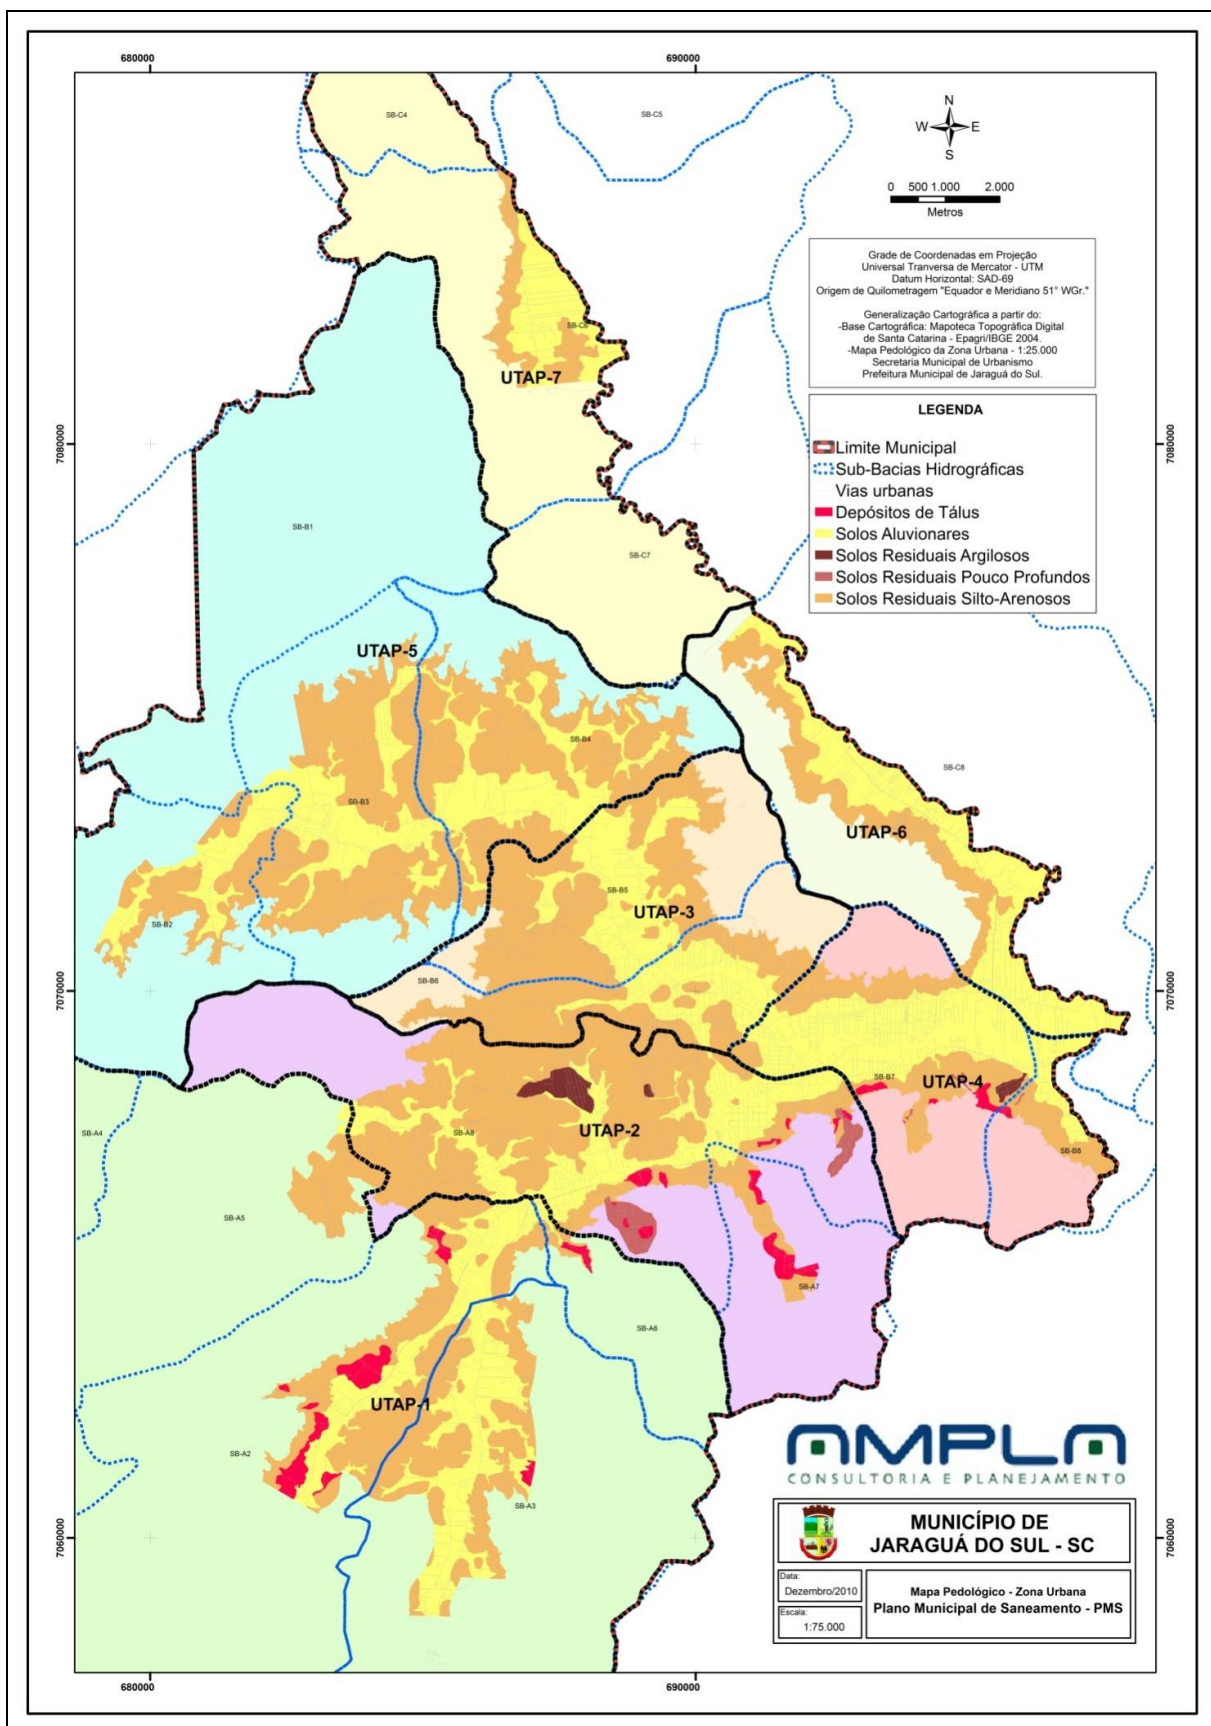 680000
690000
SB-C4
SB-C5
N
W
E
S
0 500 1.000 2.000
Metros
Grade de Coordenadas em Projeção
Universal Tranversa de Mercator - UTM
Datum Horizontal: SAD-69
Origem de Quilometragem "Equador e Meridiano 51° WGr."
Generalização Cartográfica a partir do:
-Base Cartográfica: Mapoteca Topográfica Digital
de Santa Catarina - Epagri/IBGE 2004.
-Mapa Pedológico da Zona Urbana - 1:25.000
Secretaria Municipal de Urbanismo
Prefeitura Municipal de Jaraguá do Sul.
SB-C6
UTAP-7
LEGENDA
Limite Municipal
Sub-Bacias Hidrográficas
Vias urbanas
Depósitos de Tálus
Solos Aluvionares
Solos Residuais Argilosos
Solos Residuais Pouco Profundos
Solos Residuais Silto-Arenosos
7080000
7080000
SB-B1
SB-C7
UTAP-5
SB-B4
SB-C8
SB-B3
UTAP-6
SB-B5
UTAP-3
SB-B2
SB-B6
7070000
7070000
SB-B7
UTAP-4
SB-A4
SB-A8
UTAP-2
SB-B8
SB-A5
SB-A7
SB-A6
UTAP-1
SB-A2
SB-A3
AMPLA
CONSULTORIA E PLANEJAMENTO
MUNICÍPIO DE
JARAGUÁ DO SUL - SC
Data:
Dezembro/2010
Escala:
1:75.000
Mapa Pedológico - Zona Urbana
Plano Municipal de Saneamento - PMS
7060000
7060000
680000
690000